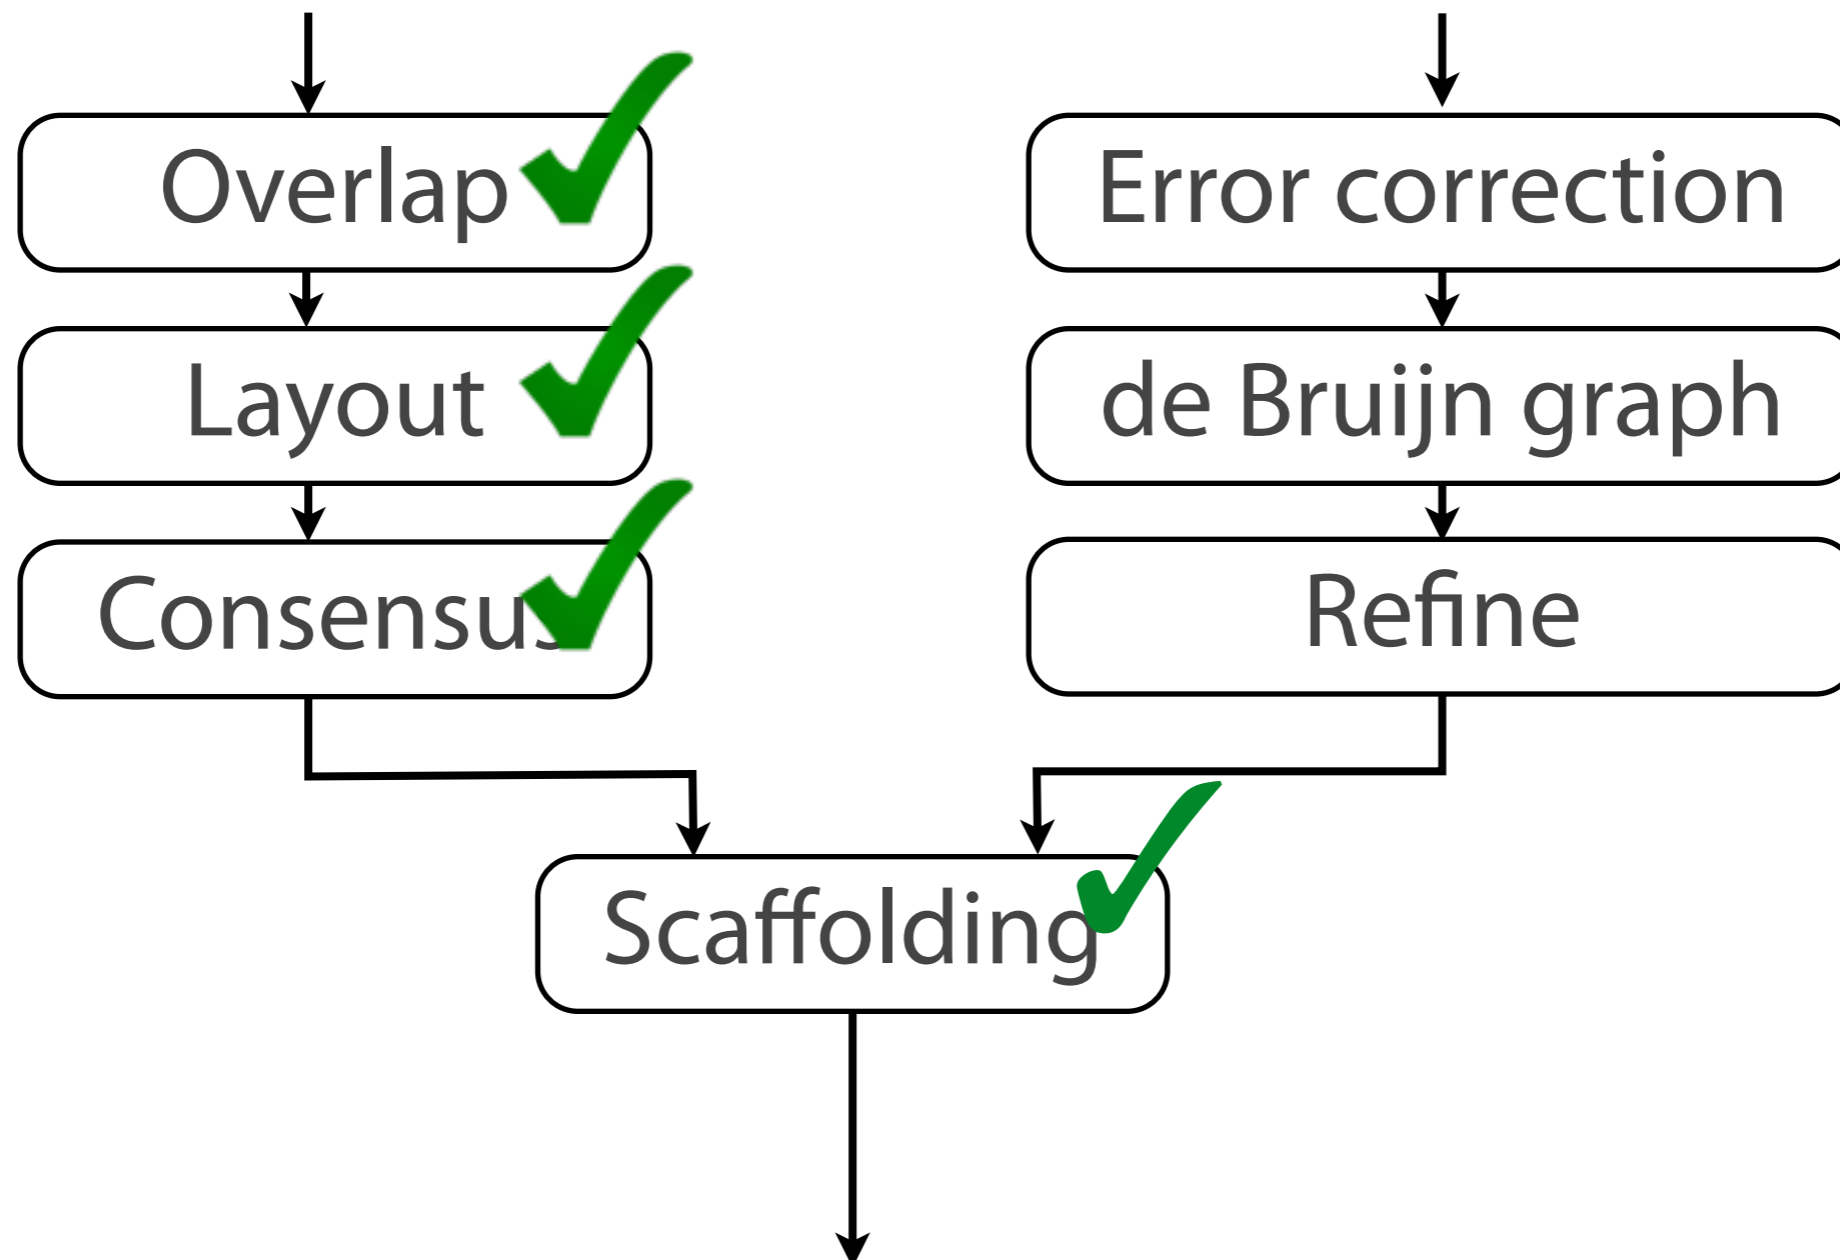 Overlap
Error correction
Layout
de Bruijn graph
Consensus
Refine
Scaffolding